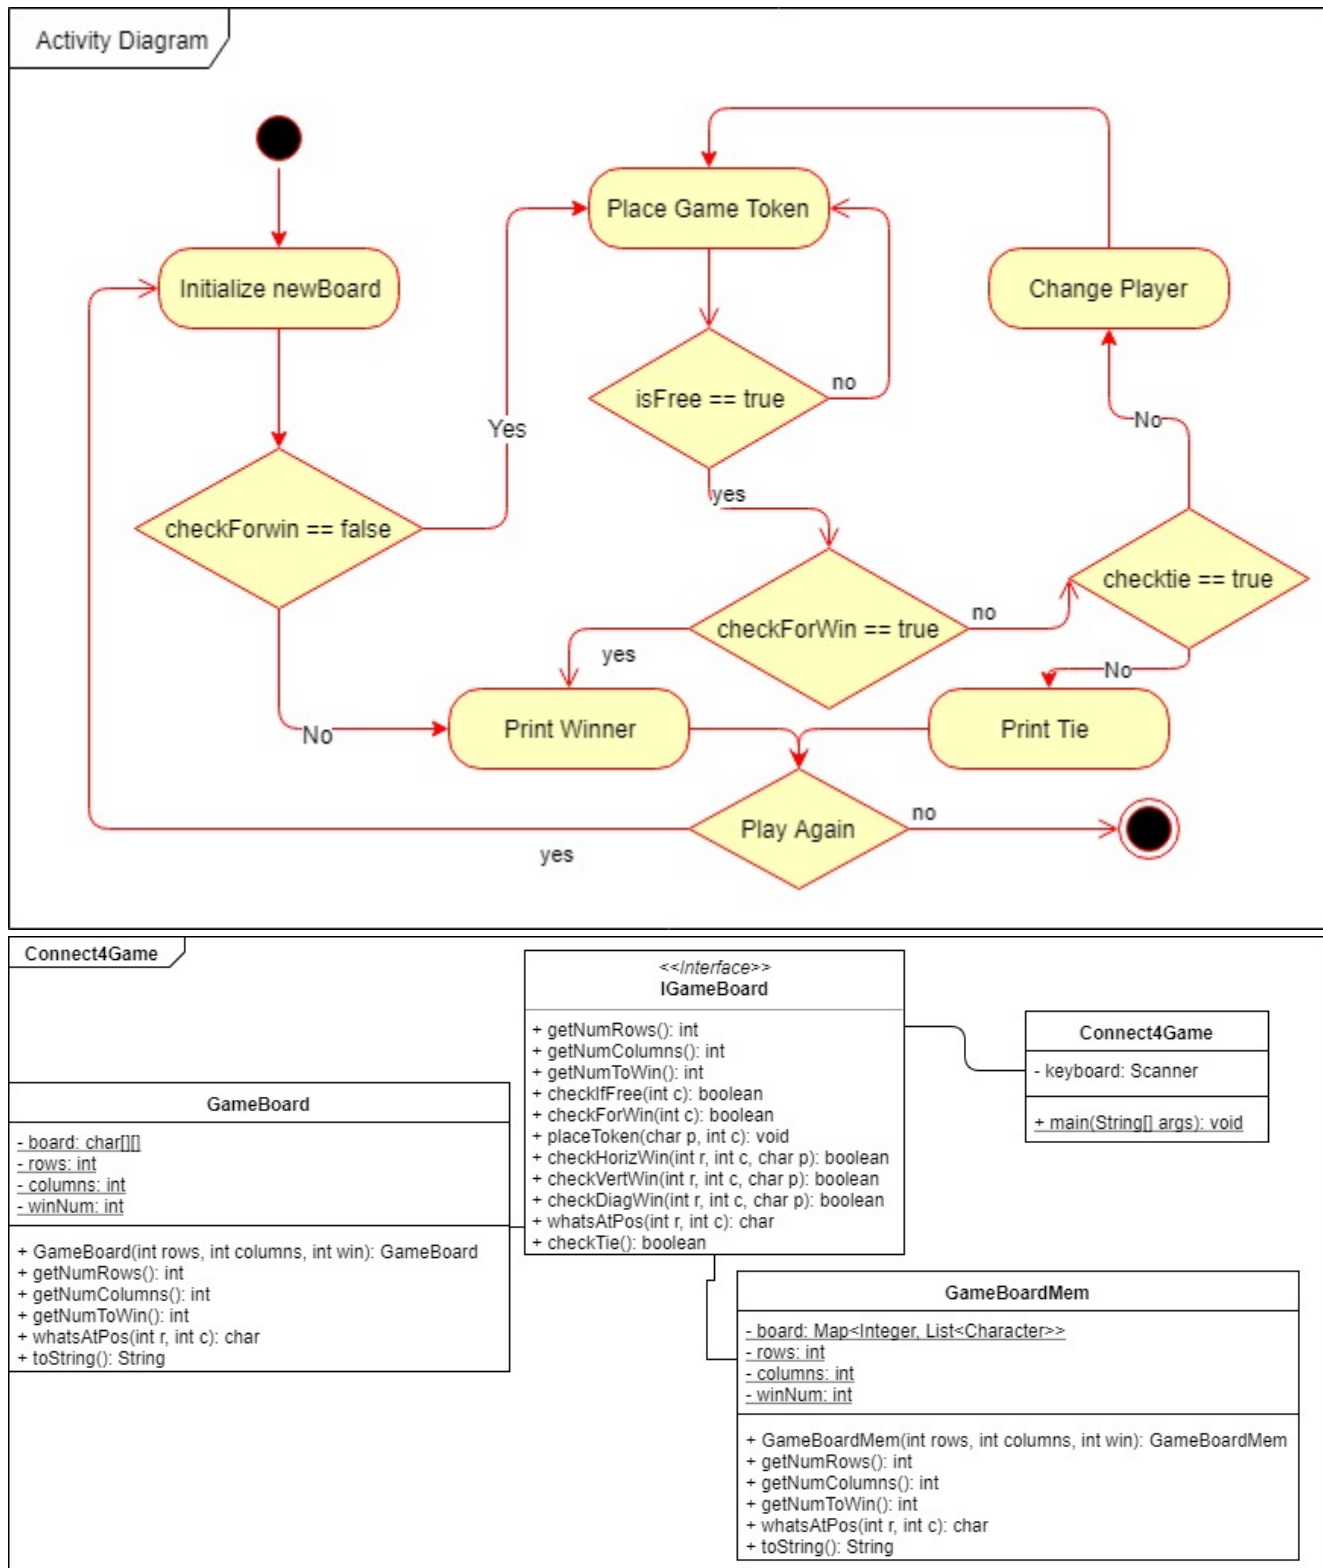 Activity Diagram
Place Game Token
Initialize newBoard
Change Player
isFree == true
no
No
Yes
yes
checkForwin == false
checktie == true
checkForWin == true
no
yes
No
No
Print Winner
Print Tie
Play Again
no
yes
Connect4Game
<<Interface>>
IGameBoard
+ getNumRows(): int
+ getNumColumns(): int
+ getNumToWin(): int
+ checkIfFree(int c): boolean
+ checkForWin(int c): boolean
+ placeToken(char p, int c): void
+ checkHorizWin(int r, int c, char p): boolean
+ checkVertWin(int r, int c, char p): boolean
+ checkDiagWin(int r, int c, char p): boolean
+ whatsAtPos(int r, int c): char
+ checkTie(): boolean
Connect4Game
- keyboard: Scanner
+ main(String[] args): void
GameBoard
- board: char[][]
- rows: int
- columns: int
- winNum: int
+ GameBoard(int rows, int columns, int win): GameBoard
+ getNumRows(): int
+ getNumColumns(): int
+ getNumToWin(): int
+ whatsAtPos(int r, int c): char
+ toString(): String
GameBoardMem
- board: Map<Integer, List<Character>>
- rows: int
- columns: int
- winNum: int
+ GameBoardMem(int rows, int columns, int win): GameBoardMem
+ getNumRows(): int
+ getNumColumns(): int
+ getNumToWin(): int
+ whatsAtPos(int r, int c): char
+ toString(): String